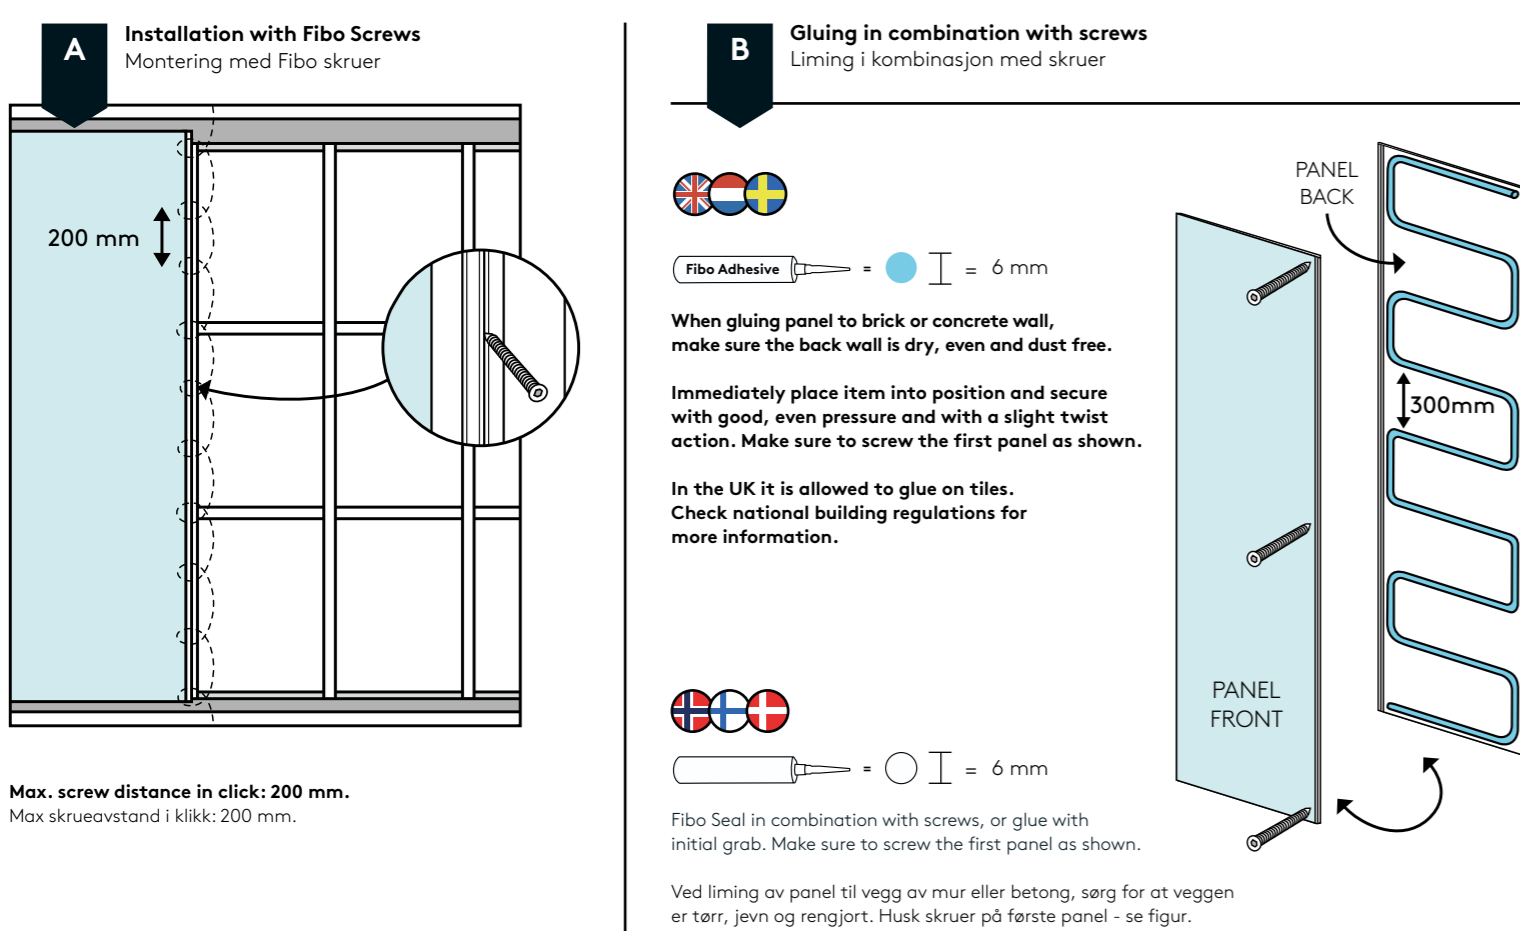 A
Installation with Fibo Screws
Montering med Fibo skruer
200 mm
Max. screw distance in click: 200 mm.
Max skrueavstand i klikk: 200 mm.
B
Gluing in combination with screws
Liming i kombinasjon med skruer
Fibo Adhesive = = 6 mm
When gluing panel to brick or concrete wall,
make sure the back wall is dry, even and dust free.
Immediately place item into position and secure
with good, even pressure and with a slight twist
action. Make sure to screw the first panel as shown.
In the UK it is allowed to glue on tiles.
Check national building regulations for
more information.
PANEL
BACK
300mm
PANEL
FRONT
= = 6 mm
Fibo Seal in combination with screws, or glue with
initial grab. Make sure to screw the first panel as shown.
Ved liming av panel til vegg av mur eller betong, sørg for at veggen
er tørr, jevn og rengjort. Husk skruer på første panel - se figur.